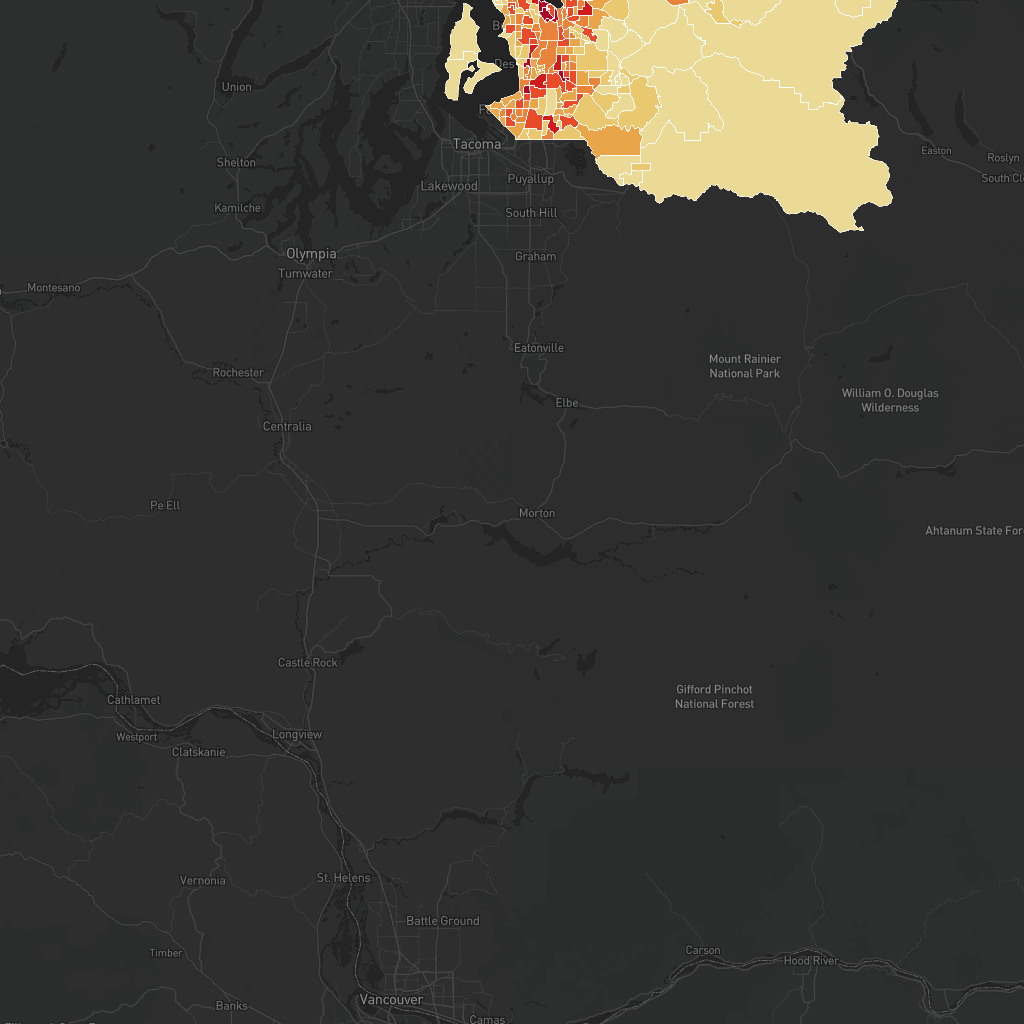 Union
Tacoma
Easton
Roslyn
Shelton
Puyallup
Lakewood
Kamilche
South Hill
Olympia
Graham
Tumwater
Montesano
Eatonville
Mount Rainier
National Park
Rochester
William O. Douglas
Wilderness
Elbe
Centralia
Pe Ell
Morton
Ahtanum State For
Castle Rock
Gifford Pinchot
National Forest
Cathlamet
Westport
Longview
Clatskanie
St. Helens
Vernonia
Battle Ground
Timber
Carson
Hood River
Vancouver
Banks
Camas